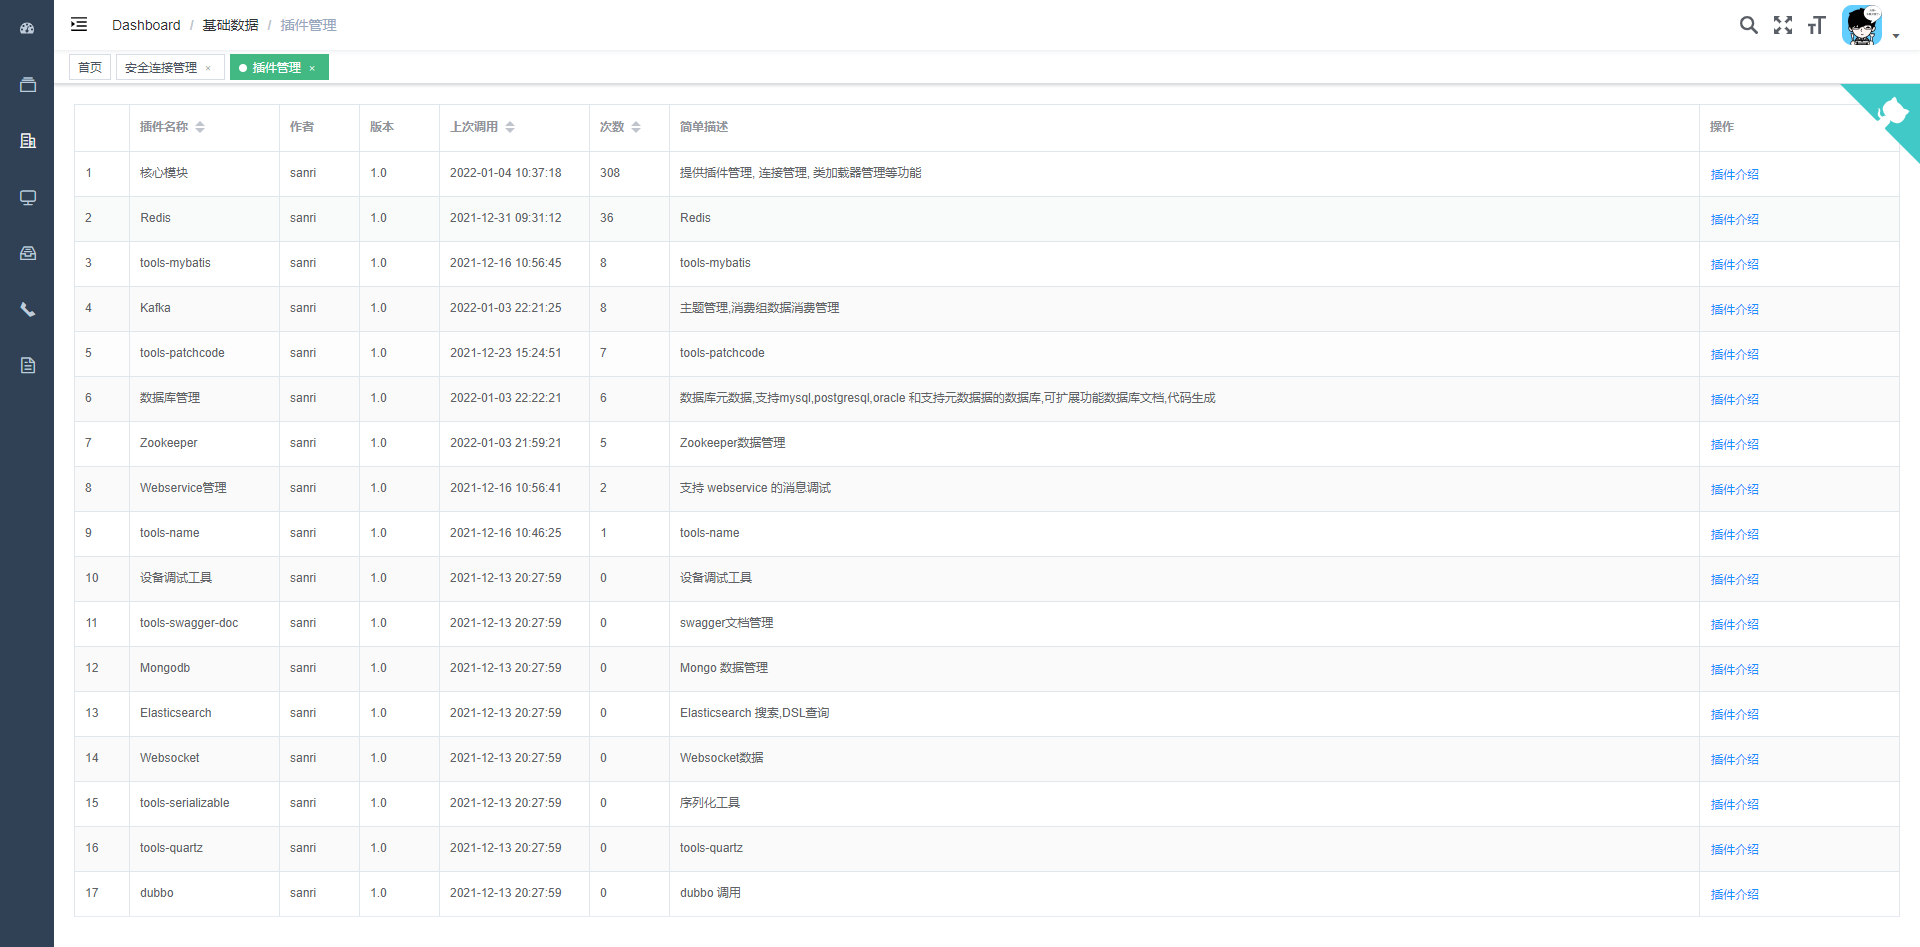 Dashboard / 基础数据 / 插件管理
首页 安全连接管理 × 插件管理 ×
插件名称 作者 版本 上次调用 次数 简单描述 操作
1 核心模块 sanri 1.0 2022-01-04 10:37:18 308 提供插件管理, 连接管理, 类加载器管理等功能 插件介绍
2 Redis sanri 1.0 2021-12-31 09:31:12 36 Redis 插件介绍
3 tools-mybatis sanri 1.0 2021-12-16 10:56:45 8 tools-mybatis 插件介绍
4 Kafka sanri 1.0 2022-01-03 22:21:25 8 主题管理,消费组数据消费管理 插件介绍
5 tools-patchcode sanri 1.0 2021-12-23 15:24:51 7 tools-patchcode 插件介绍
6 数据库管理 sanri 1.0 2022-01-03 22:22:21 6 数据库元数据,支持mysql,postgresql,oracle 和支持元数据据的数据库,可扩展功能数据库文档,代码生成 插件介绍
7 Zookeeper sanri 1.0 2022-01-03 21:59:21 5 Zookeeper数据管理 插件介绍
8 Webservice管理 sanri 1.0 2021-12-16 10:56:41 2 支持 webservice 的消息调试 插件介绍
9 tools-name sanri 1.0 2021-12-16 10:46:25 1 tools-name 插件介绍
10 设备调试工具 sanri 1.0 2021-12-13 20:27:59 0 设备调试工具 插件介绍
11 tools-swagger-doc sanri 1.0 2021-12-13 20:27:59 0 swagger文档管理 插件介绍
12 Mongodb sanri 1.0 2021-12-13 20:27:59 0 Mongo 数据管理 插件介绍
13 Elasticsearch sanri 1.0 2021-12-13 20:27:59 0 Elasticsearch 搜索,DSL查询 插件介绍
14 Websocket sanri 1.0 2021-12-13 20:27:59 0 Websocket数据 插件介绍
15 tools-serializable sanri 1.0 2021-12-13 20:27:59 0 序列化工具 插件介绍
16 tools-quartz sanri 1.0 2021-12-13 20:27:59 0 tools-quartz 插件介绍
17 dubbo sanri 1.0 2021-12-13 20:27:59 0 dubbo 调用 插件介绍